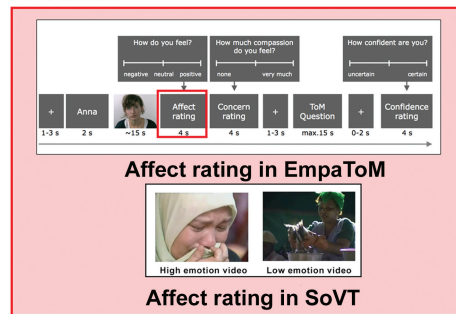 How do you feel?
negative neutral positive
How much compassion
do you feel?
none very much
How confident are you?
uncertain certain
+ Anna Affect rating Concern rating + ToM Question + Confidence rating
1-3 s 2 s ~15 s 4 s 4 s 1-3 s max.15 s 0-2 s 4 s
Affect rating in EmpaToM
High emotion video Low emotion video
Affect rating in SoVT